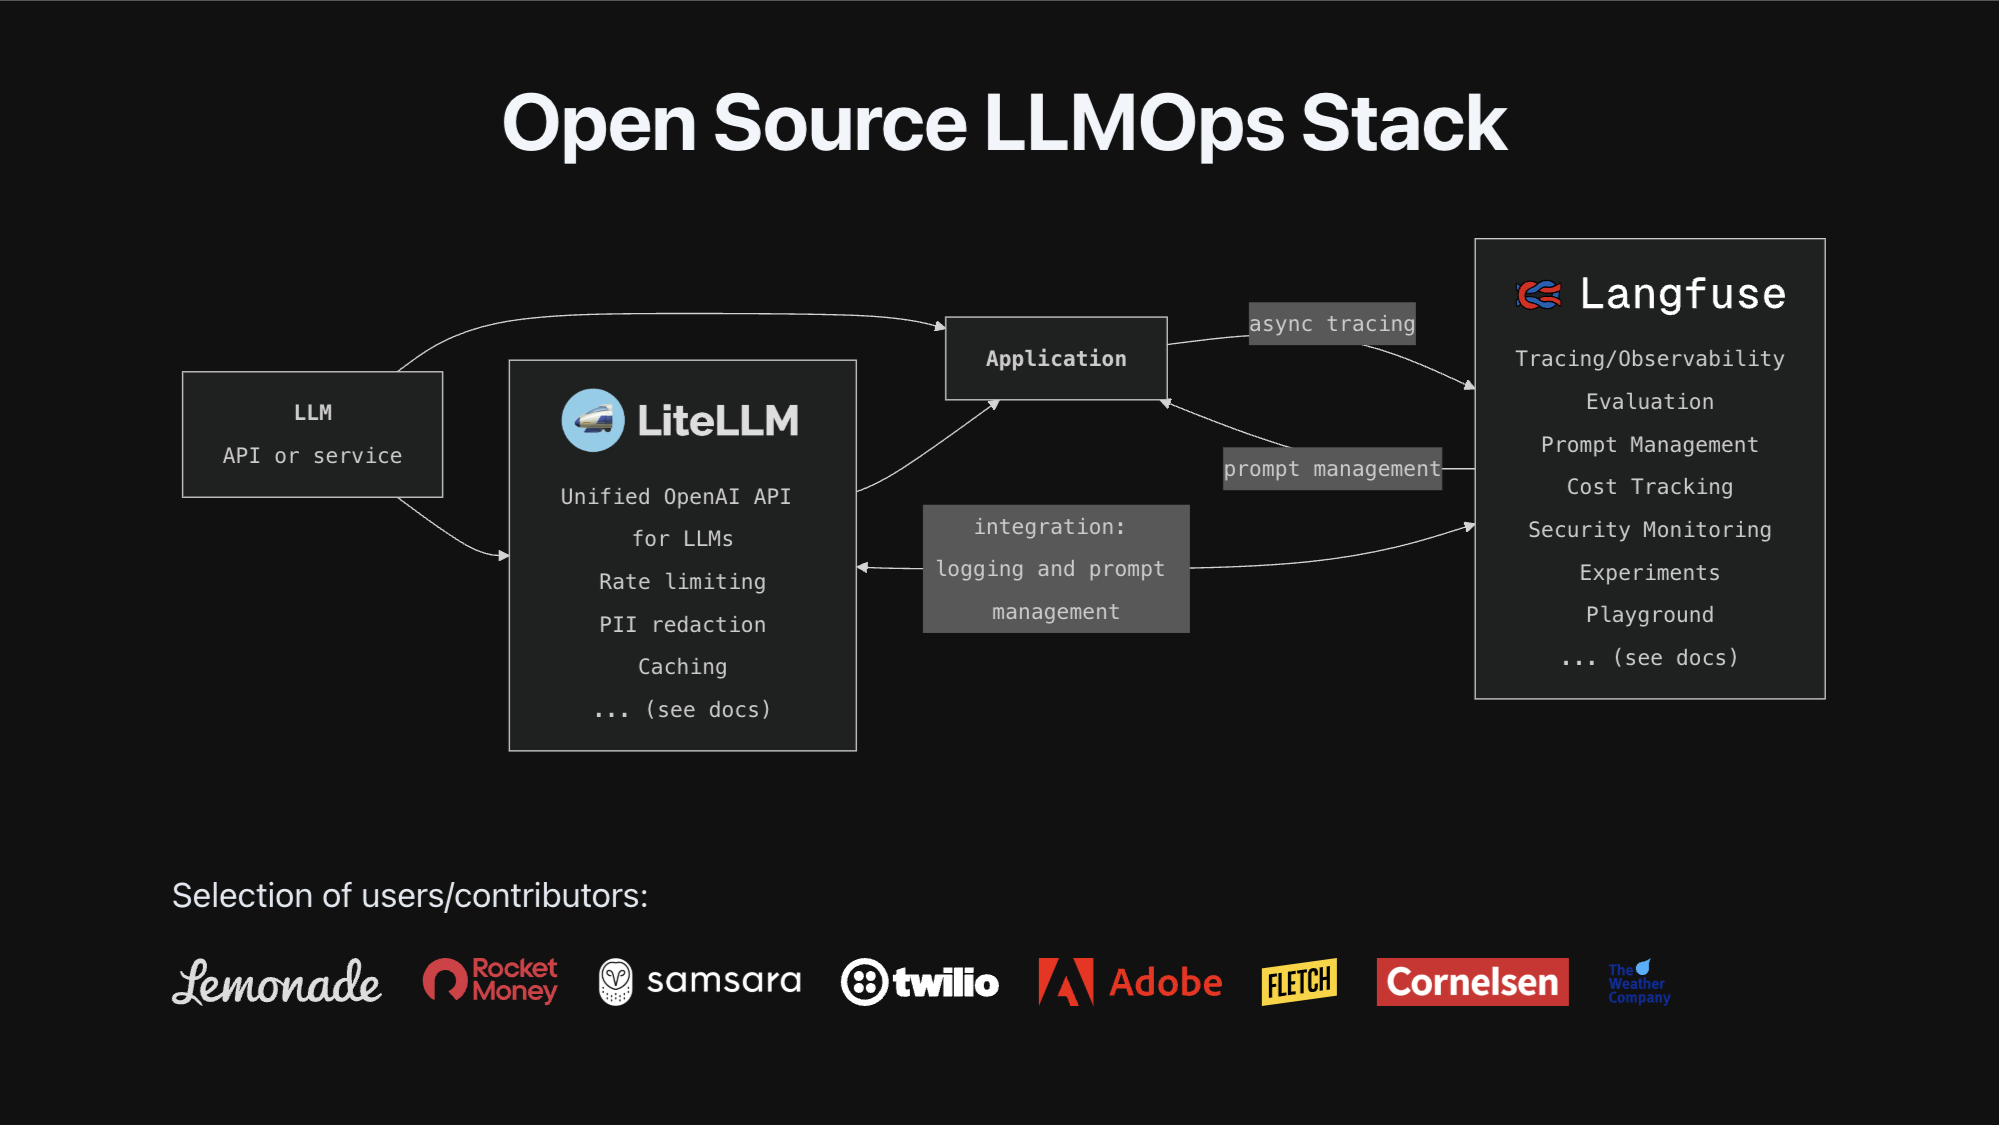 Open Source LLMOps Stack
LLM
API or service
LiteLLM
Unified OpenAI API
for LLMs
Rate limiting
PII redaction
Caching
... (see docs)
Application
async tracing
prompt management
integration:
logging and prompt
management
Langfuse
Tracing/Observability
Evaluation
Prompt Management
Cost Tracking
Security Monitoring
Experiments
Playground
... (see docs)
Selection of users/contributors:
Lemonade
Rocket
Money
samsara
twilio
Adobe
FLETCH
Cornelsen
The
Weather
Company